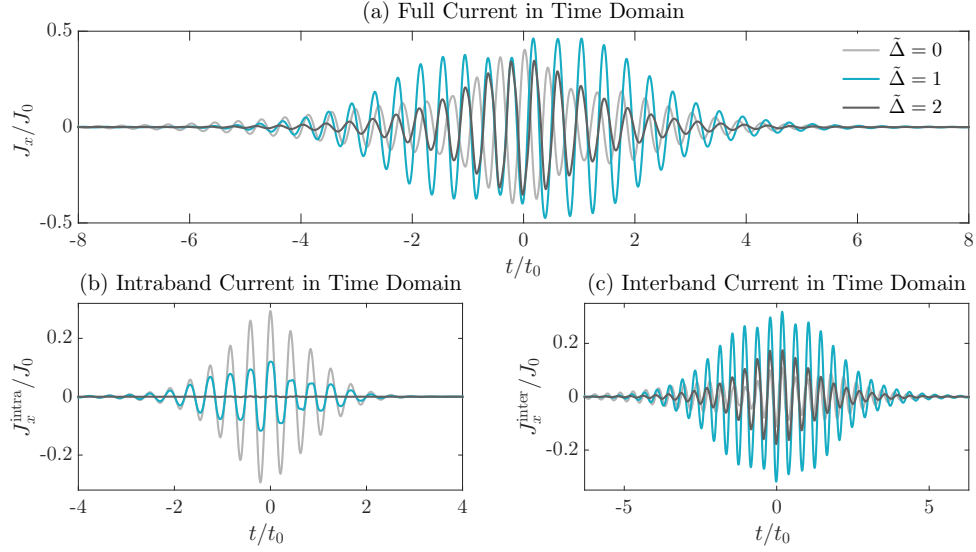 (a) Full Current in Time Domain
0.5
0
-0.5
J_x/J_0
-8 -6 -4 -2 0 2 4 6 8
t/t_0
Δ̃ = 0
Δ̃ = 1
Δ̃ = 2
(b) Intraband Current in Time Domain
0.2
0
-0.2
J_x^intra/J_0
-4 -2 0 2 4
t/t_0
(c) Interband Current in Time Domain
0.2
0
-0.2
J_x^inter/J_0
-5 0 5
t/t_0